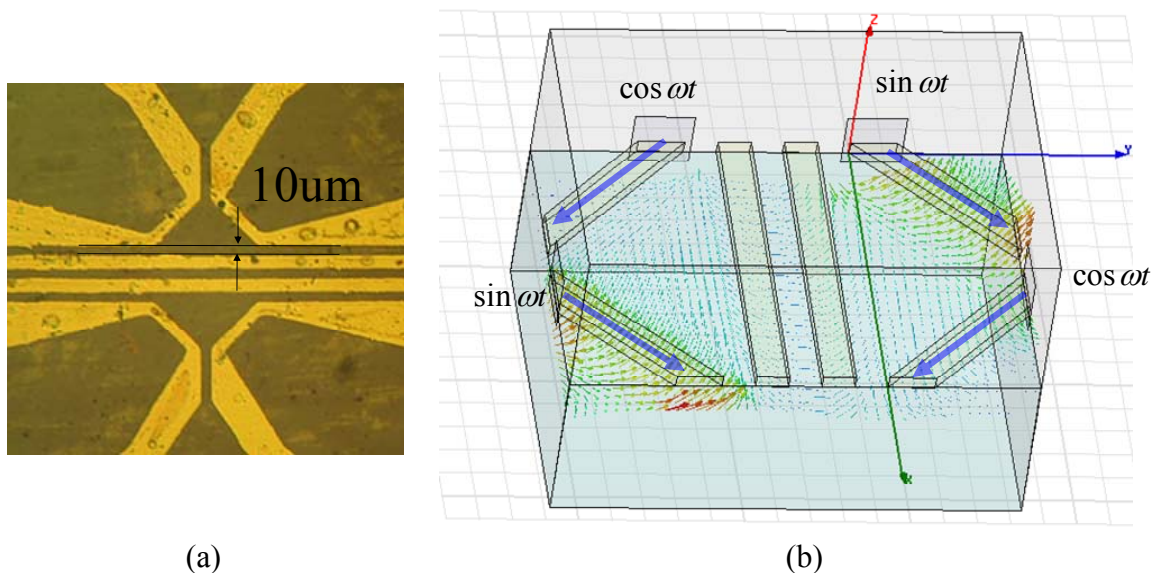 10um
cos ωt
sin ωt
Z
Y
sin ωt
cos ωt
X
(a)
(b)